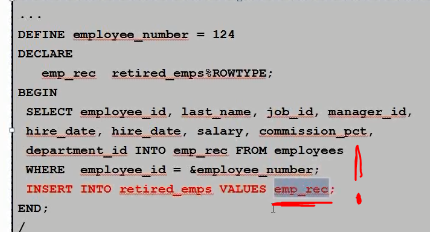 ...
DEFINE employee_number = 124
DECLARE
emp_rec retired_emps%ROWTYPE;
BEGIN
SELECT employee_id, last_name, job_id, manager_id,
hire_date, hire_date, salary, commission_pct,
department_id INTO emp_rec FROM employees
WHERE employee_id = &employee_number;
INSERT INTO retired_emps VALUES emp_rec;
END;
/